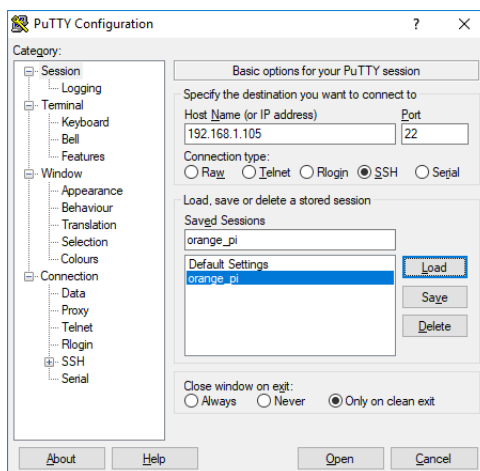 PuTTY Configuration
?
Category:
Session
Logging
Terminal
Keyboard
Bell
Features
Window
Appearance
Behaviour
Translation
Selection
Colours
Connection
Data
Proxy
Telnet
Rlogin
SSH
Serial
Basic options for your PuTTY session
Specify the destination you want to connect to
Host Name (or IP address) Port
192.168.1.105 22
Connection type:
Raw Telnet Rlogin SSH Serial
Load, save or delete a stored session
Saved Sessions
orange_pi
Default Settings
orange_pi
Load
Save
Delete
Close window on exit:
Always Never Only on clean exit
About Help Open Cancel